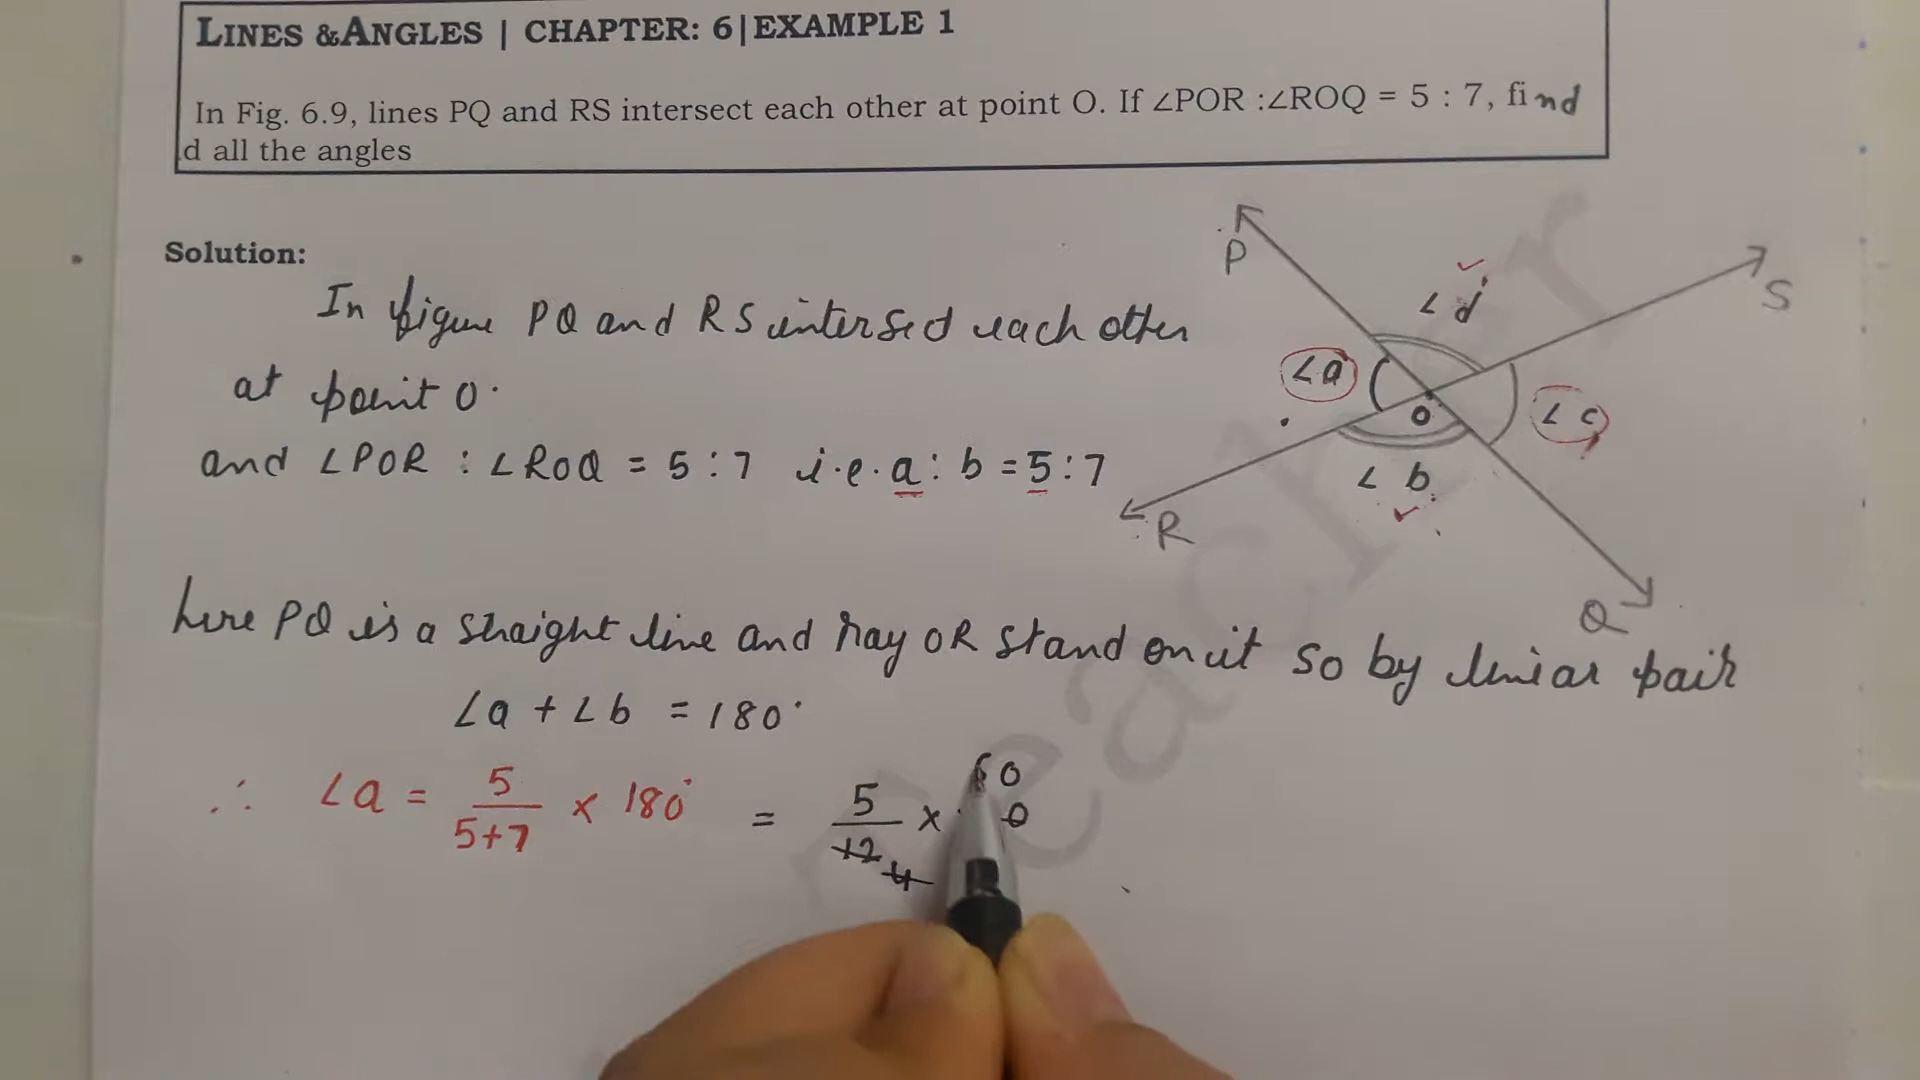 LINES &ANGLES | CHAPTER: 6|EXAMPLE 1
In Fig. 6.9, lines PQ and RS intersect each other at point O. If ∠POR :∠ROQ = 5 : 7, find
d all the angles
Solution:
In figure PQ and RS intersed each other
at point O.
and ∠POR : ∠ROQ = 5 : 7 i.e. a : b = 5 : 7
P
S
∠d
∠a
∠c
O
∠ b
R
Q
here PQ is a straight line and ray OR stand on it so by liniar pair
∠a + ∠b = 180°
∴ ∠a = 5/5+7 × 180° = 5/12 ×
4
60